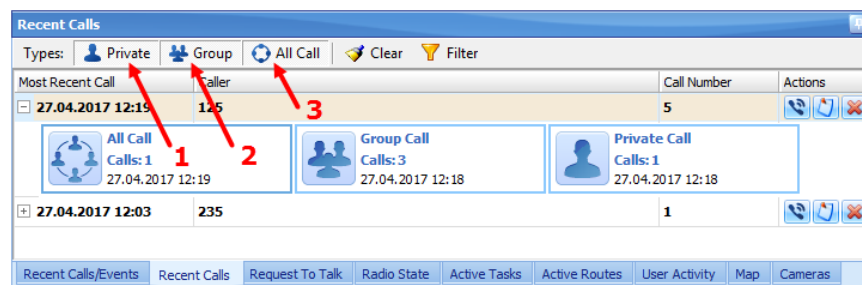 Recent Calls
Types: Private Group All Call Clear Filter
Most Recent Call Caller Call Number Actions
27.04.2017 12:19 125 5
3
All Call Group Call Private Call
Calls: 1 Calls: 3 Calls: 1
1 2
27.04.2017 12:19 27.04.2017 12:18 27.04.2017 12:18
27.04.2017 12:03 235 1
Recent Calls/Events Recent Calls Request To Talk Radio State Active Tasks Active Routes User Activity Map Cameras